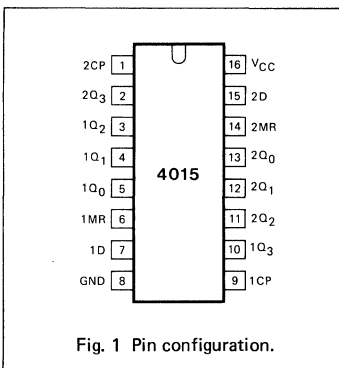 2CP 1 16 VCC
2Q3 2 15 2D
1Q2 3 14 2MR
1Q1 4 13 2Q0
1Q0 5 12 2Q1
1MR 6 11 2Q2
1D 7 10 1Q3
GND 8 9 1CP
4015
Fig. 1 Pin configuration.